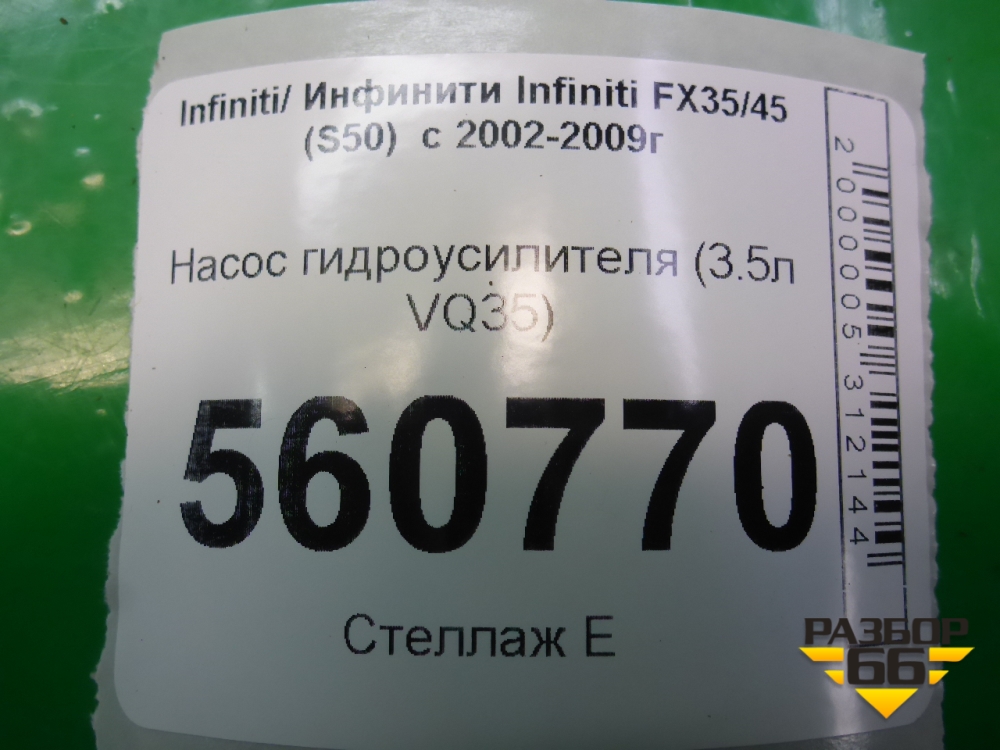 Infiniti/ Инфинити Infiniti FX35/45
(S50) с 2002-2009г
Насос гидроусилителя (3.5л
VQ35)
560770
Стеллаж Е
2000005312144
РАЗБОР
66